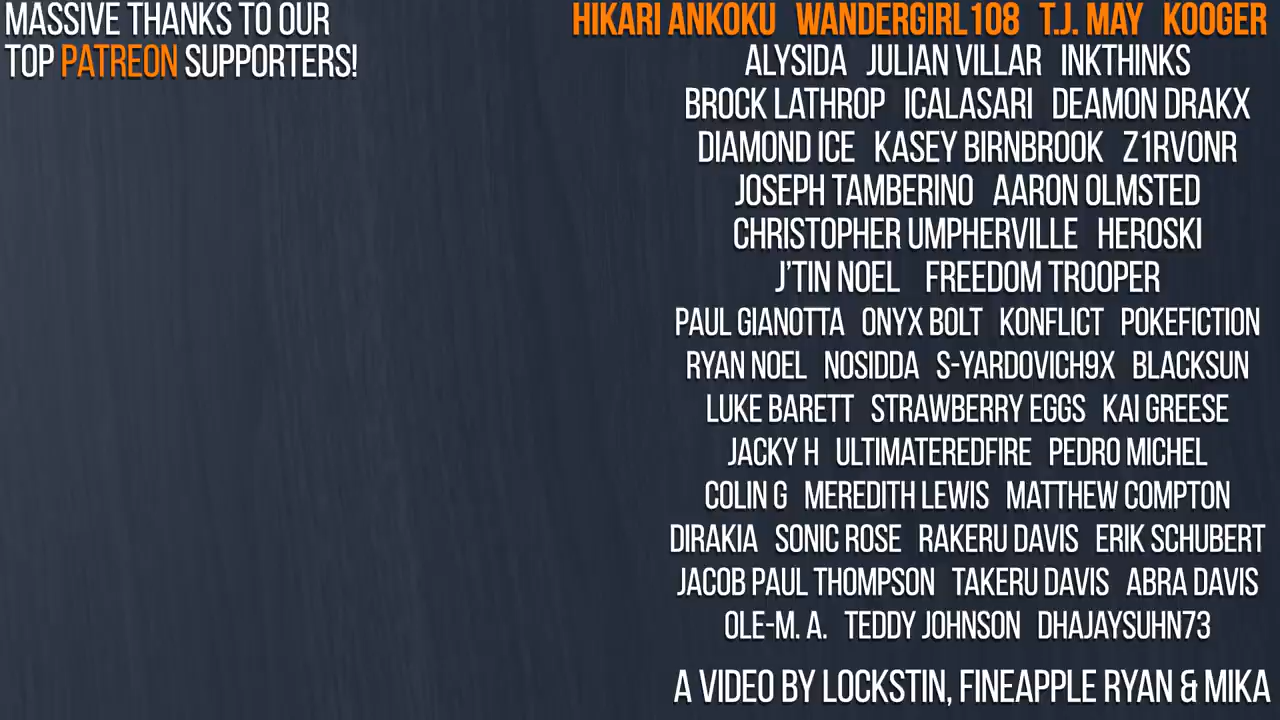 MASSIVE THANKS TO OUR
TOP PATREON SUPPORTERS!
HIKARI ANKOKU WANDERGIRL108 T.J. MAY KOOGER
ALYSIDA JULIAN VILLAR INKTHINKS
BROCK LATHROP ICALASARI DEAMON DRAKX
DIAMOND ICE KASEY BIRNBROOK Z1RVONR
JOSEPH TAMBERINO AARON OLMSTED
CHRISTOPHER UMPHERVILLE HEROSKI
J'TIN NOEL FREEDOM TROOPER
PAUL GIANOTTA ONYX BOLT KONFLICT POKEFICTION
RYAN NOEL NOSIDDA S-YARDOVICH9X BLACKSUN
LUKE BARETT STRAWBERRY EGGS KAI GREESE
JACKY H ULTIMATEREDFIRE PEDRO MICHEL
COLIN G MEREDITH LEWIS MATTHEW COMPTON
DIRAKIA SONIC ROSE RAKERU DAVIS ERIK SCHUBERT
JACOB PAUL THOMPSON TAKERU DAVIS ABRA DAVIS
OLE-M. A. TEDDY JOHNSON DHAJAYSUHN73
A VIDEO BY LOCKSTIN, FINEAPPLE RYAN & MIKA